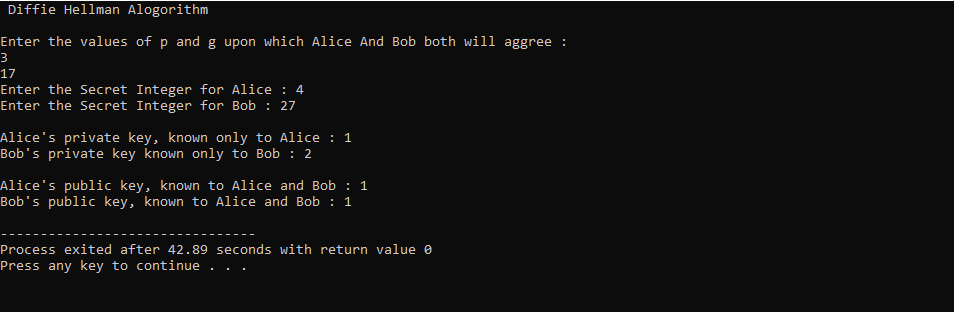 Diffie Hellman Alogorithm
Enter the values of p and g upon which Alice And Bob both will aggree :
3
17
Enter the Secret Integer for Alice : 4
Enter the Secret Integer for Bob : 27
Alice's private key, known only to Alice : 1
Bob's private key known only to Bob : 2
Alice's public key, known to Alice and Bob : 1
Bob's public key, known to Alice and Bob : 1
--------------------------------
Process exited after 42.89 seconds with return value 0
Press any key to continue . . .